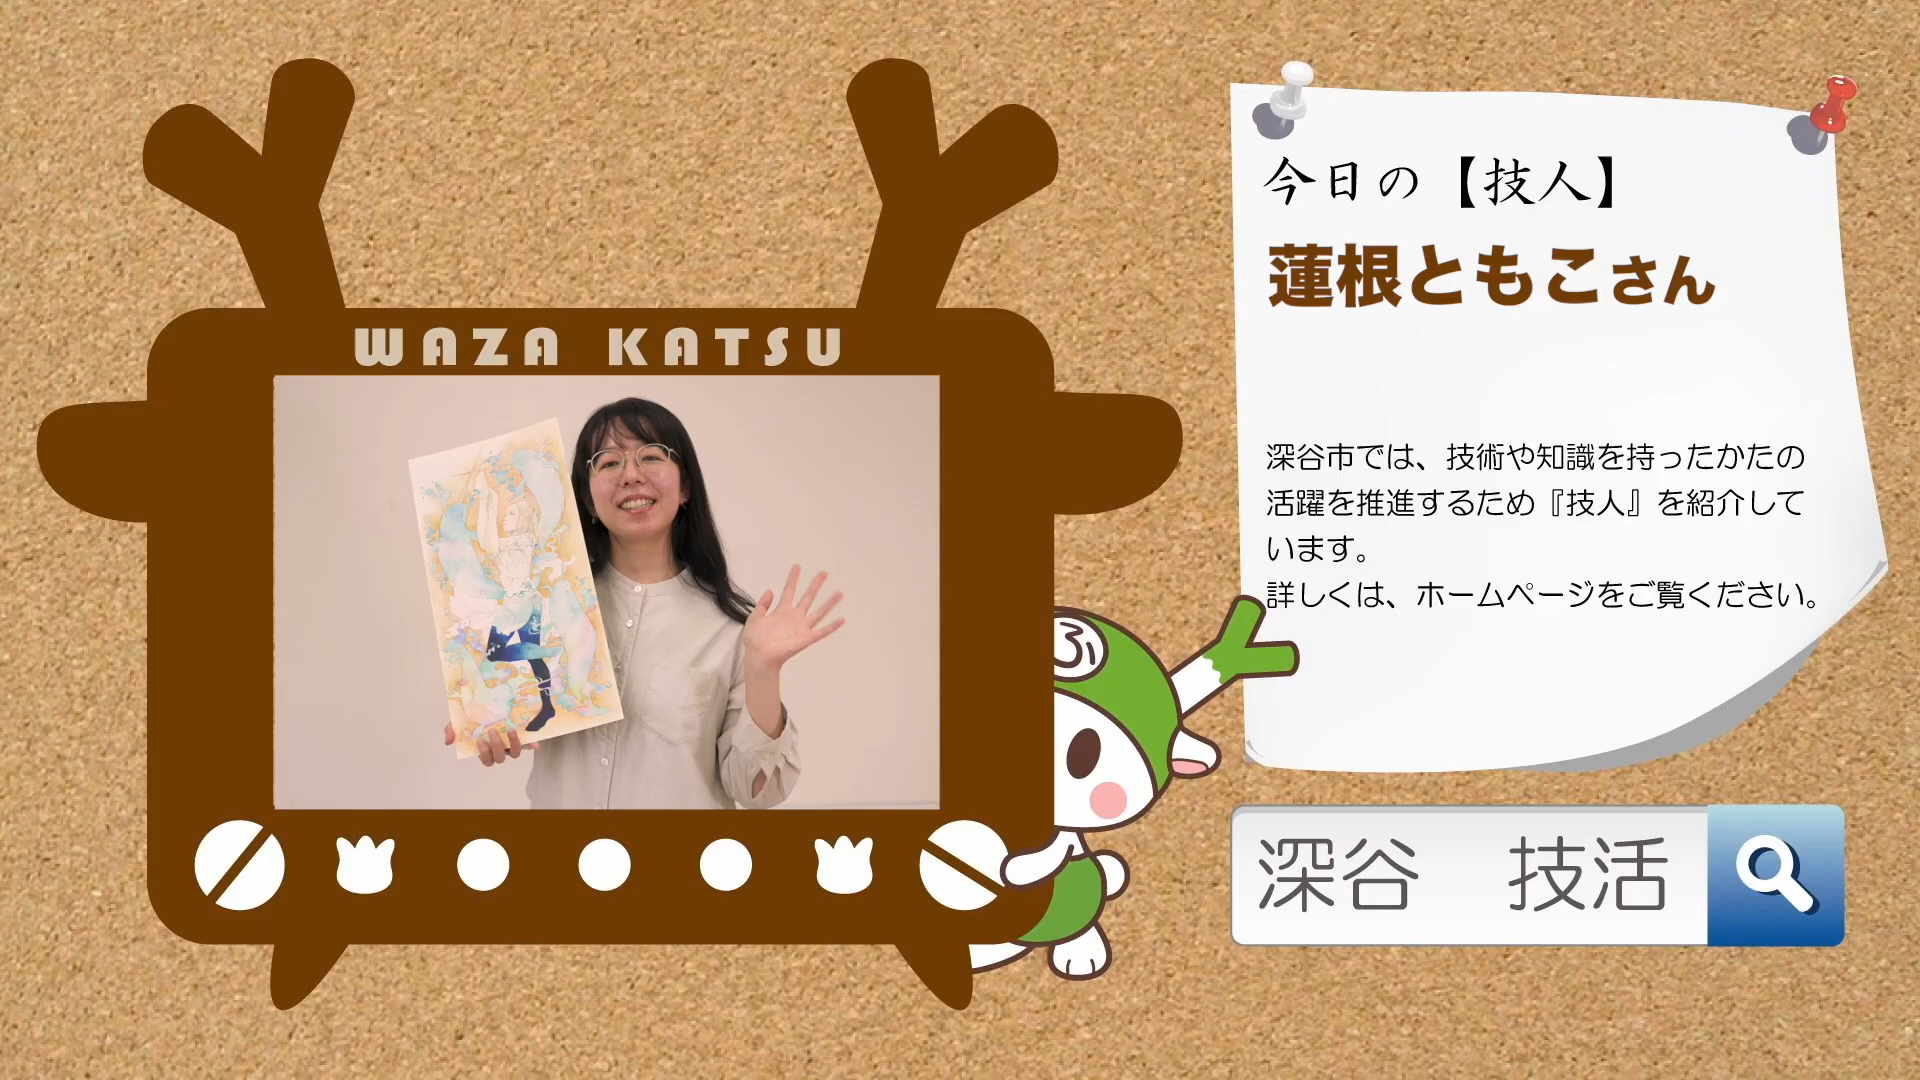 WAZA KATSU
今日の【技人】
蓮根ともこさん
深谷市では、技術や知識を持ったかたの
活躍を推進するため『技人』を紹介して
います。
詳しくは、ホームページをご覧ください。
ふ
深谷 技活